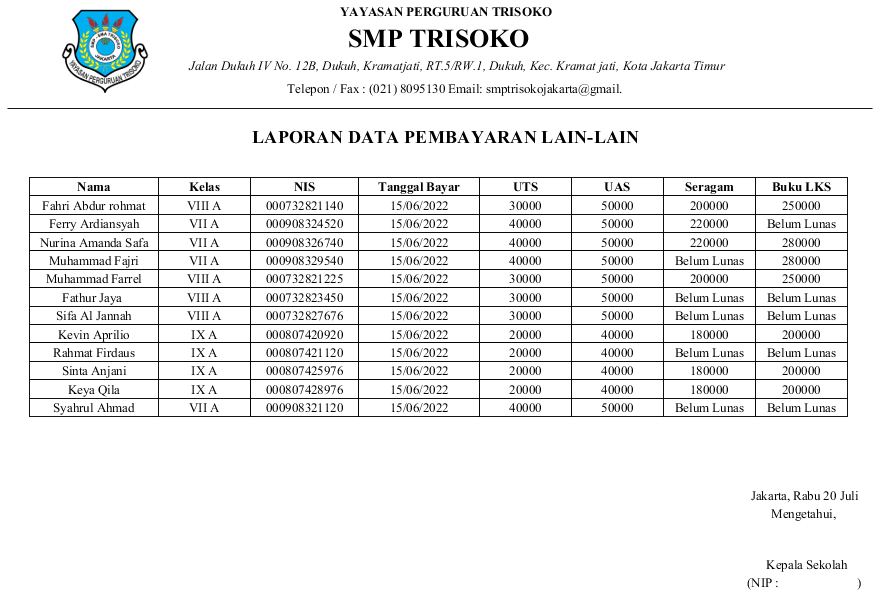 YAYASAN PERGURUAN TRISOKO
SMP TRISOKO
Jalan Dukuh IV No. 12B, Dukuh, Kramatjati, RT.5/RW.1, Dukuh, Kec. Kramat jati, Kota Jakarta Timur
Telepon / Fax : (021) 8095130 Email: smptrisokojakarta@gmail.
SMP - SMA TRISOKO
JAKARTA
YAYASAN PERGURUAN TRISOKO
LAPORAN DATA PEMBAYARAN LAIN-LAIN
Nama Kelas NIS Tanggal Bayar UTS UAS Seragam Buku LKS
Fahri Abdur rohmat VIII A 000732821140 15/06/2022 30000 50000 200000 250000
Ferry Ardiansyah VII A 000908324520 15/06/2022 40000 50000 220000 Belum Lunas
Nurina Amanda Safa VII A 000908326740 15/06/2022 40000 50000 220000 280000
Muhammad Fajri VII A 000908329540 15/06/2022 40000 50000 Belum Lunas 280000
Muhammad Farrel VIII A 000732821225 15/06/2022 30000 50000 200000 250000
Fathur Jaya VIII A 000732823450 15/06/2022 30000 50000 Belum Lunas Belum Lunas
Sifa Al Jannah VIII A 000732827676 15/06/2022 30000 50000 Belum Lunas Belum Lunas
Kevin Aprilio IX A 000807420920 15/06/2022 20000 40000 180000 200000
Rahmat Firdaus IX A 000807421120 15/06/2022 20000 40000 Belum Lunas Belum Lunas
Sinta Anjani IX A 000807425976 15/06/2022 20000 40000 180000 200000
Keya Qila IX A 000807428976 15/06/2022 20000 40000 180000 200000
Syahrul Ahmad VII A 000908321120 15/06/2022 40000 50000 Belum Lunas Belum Lunas
Jakarta, Rabu 20 Juli
Mengetahui,
Kepala Sekolah
(NIP : )